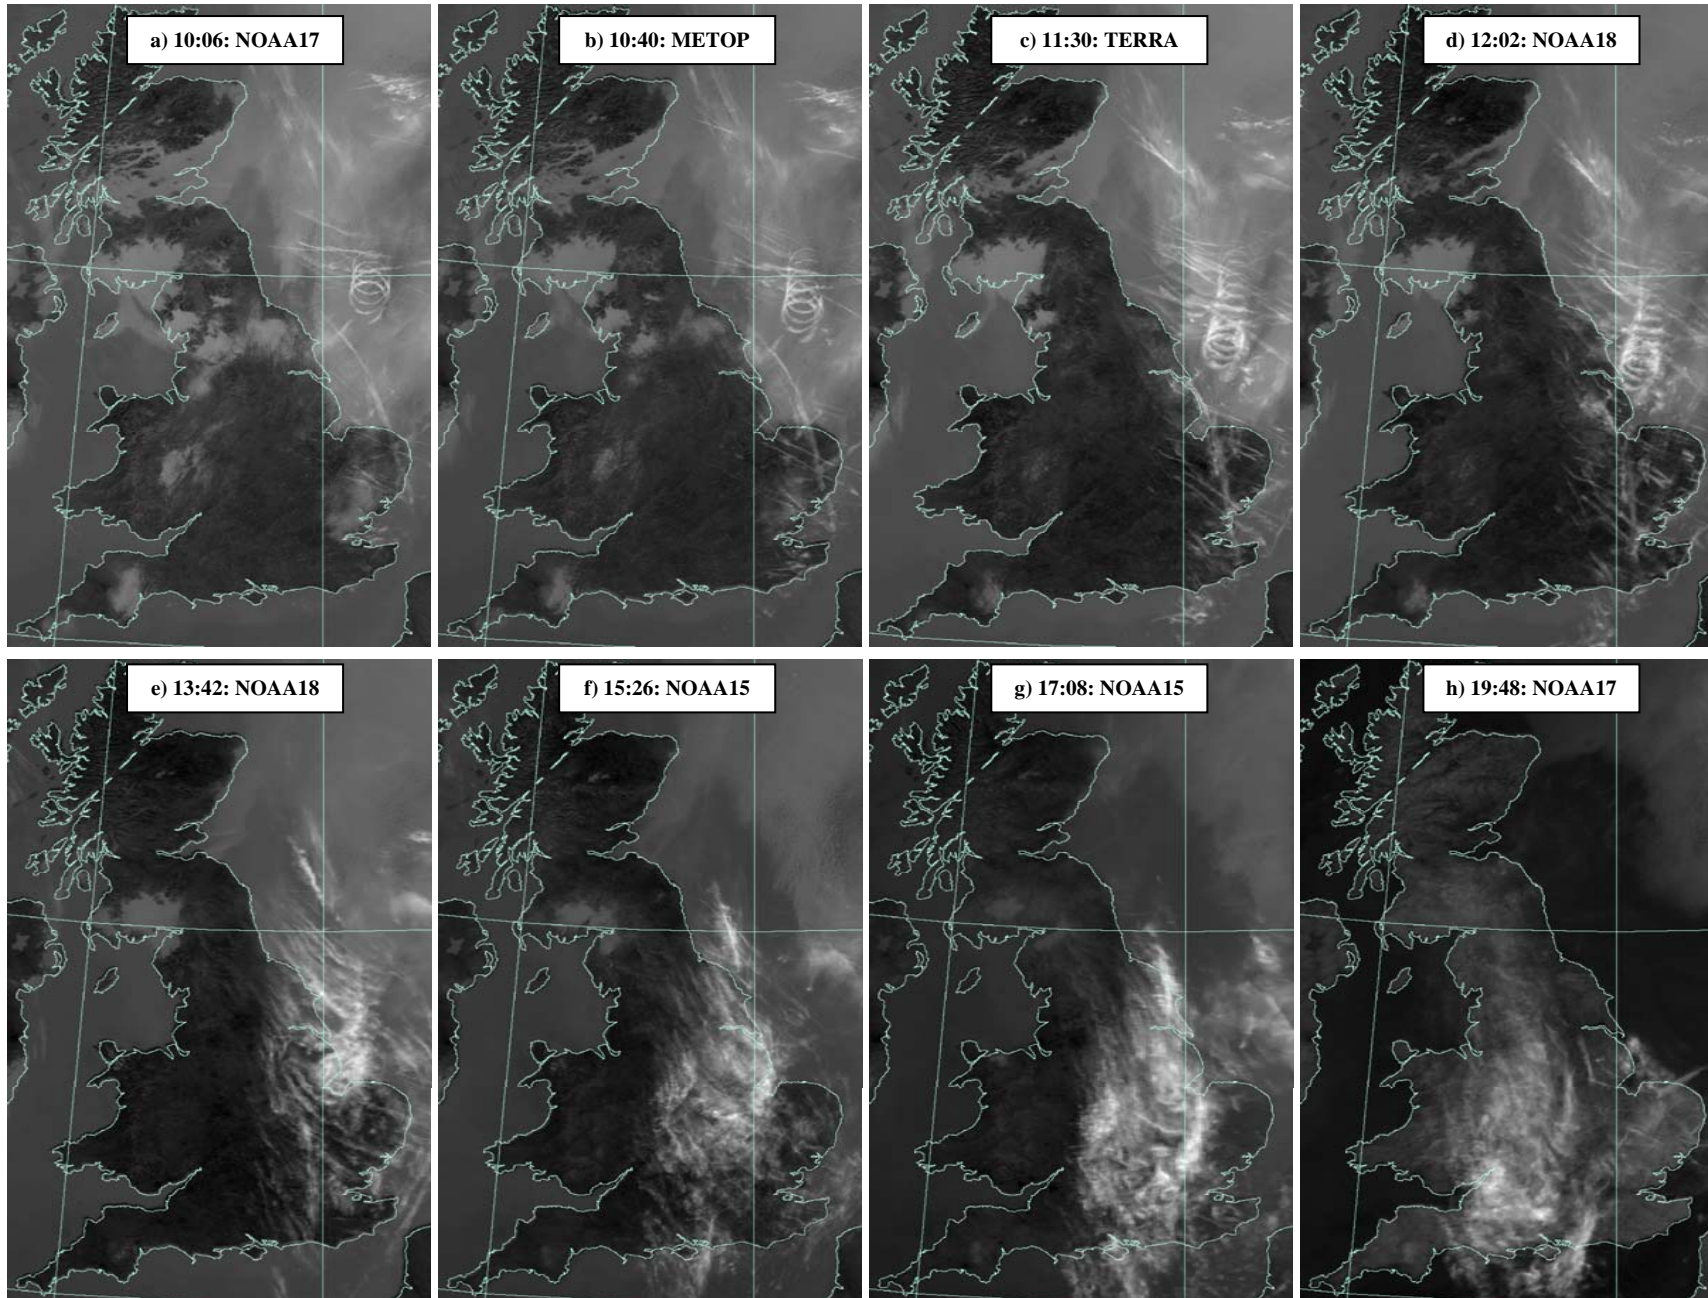 a) 10:06: NOAA17
b) 10:40: METOP
c) 11:30: TERRA
d) 12:02: NOAA18
e) 13:42: NOAA18
f) 15:26: NOAA15
g) 17:08: NOAA15
h) 19:48: NOAA17